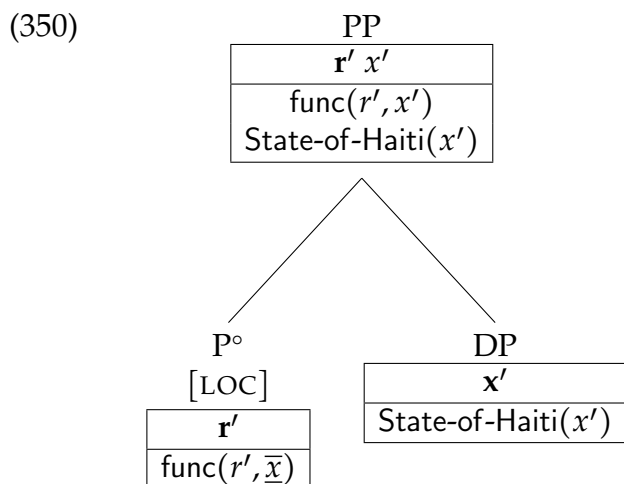 (350)
PP
r′ x′
func(r′, x′)
State-of-Haiti(x′)
P° DP
[LOC] x′
r′ State-of-Haiti(x′)
func(r′, x̲̅)